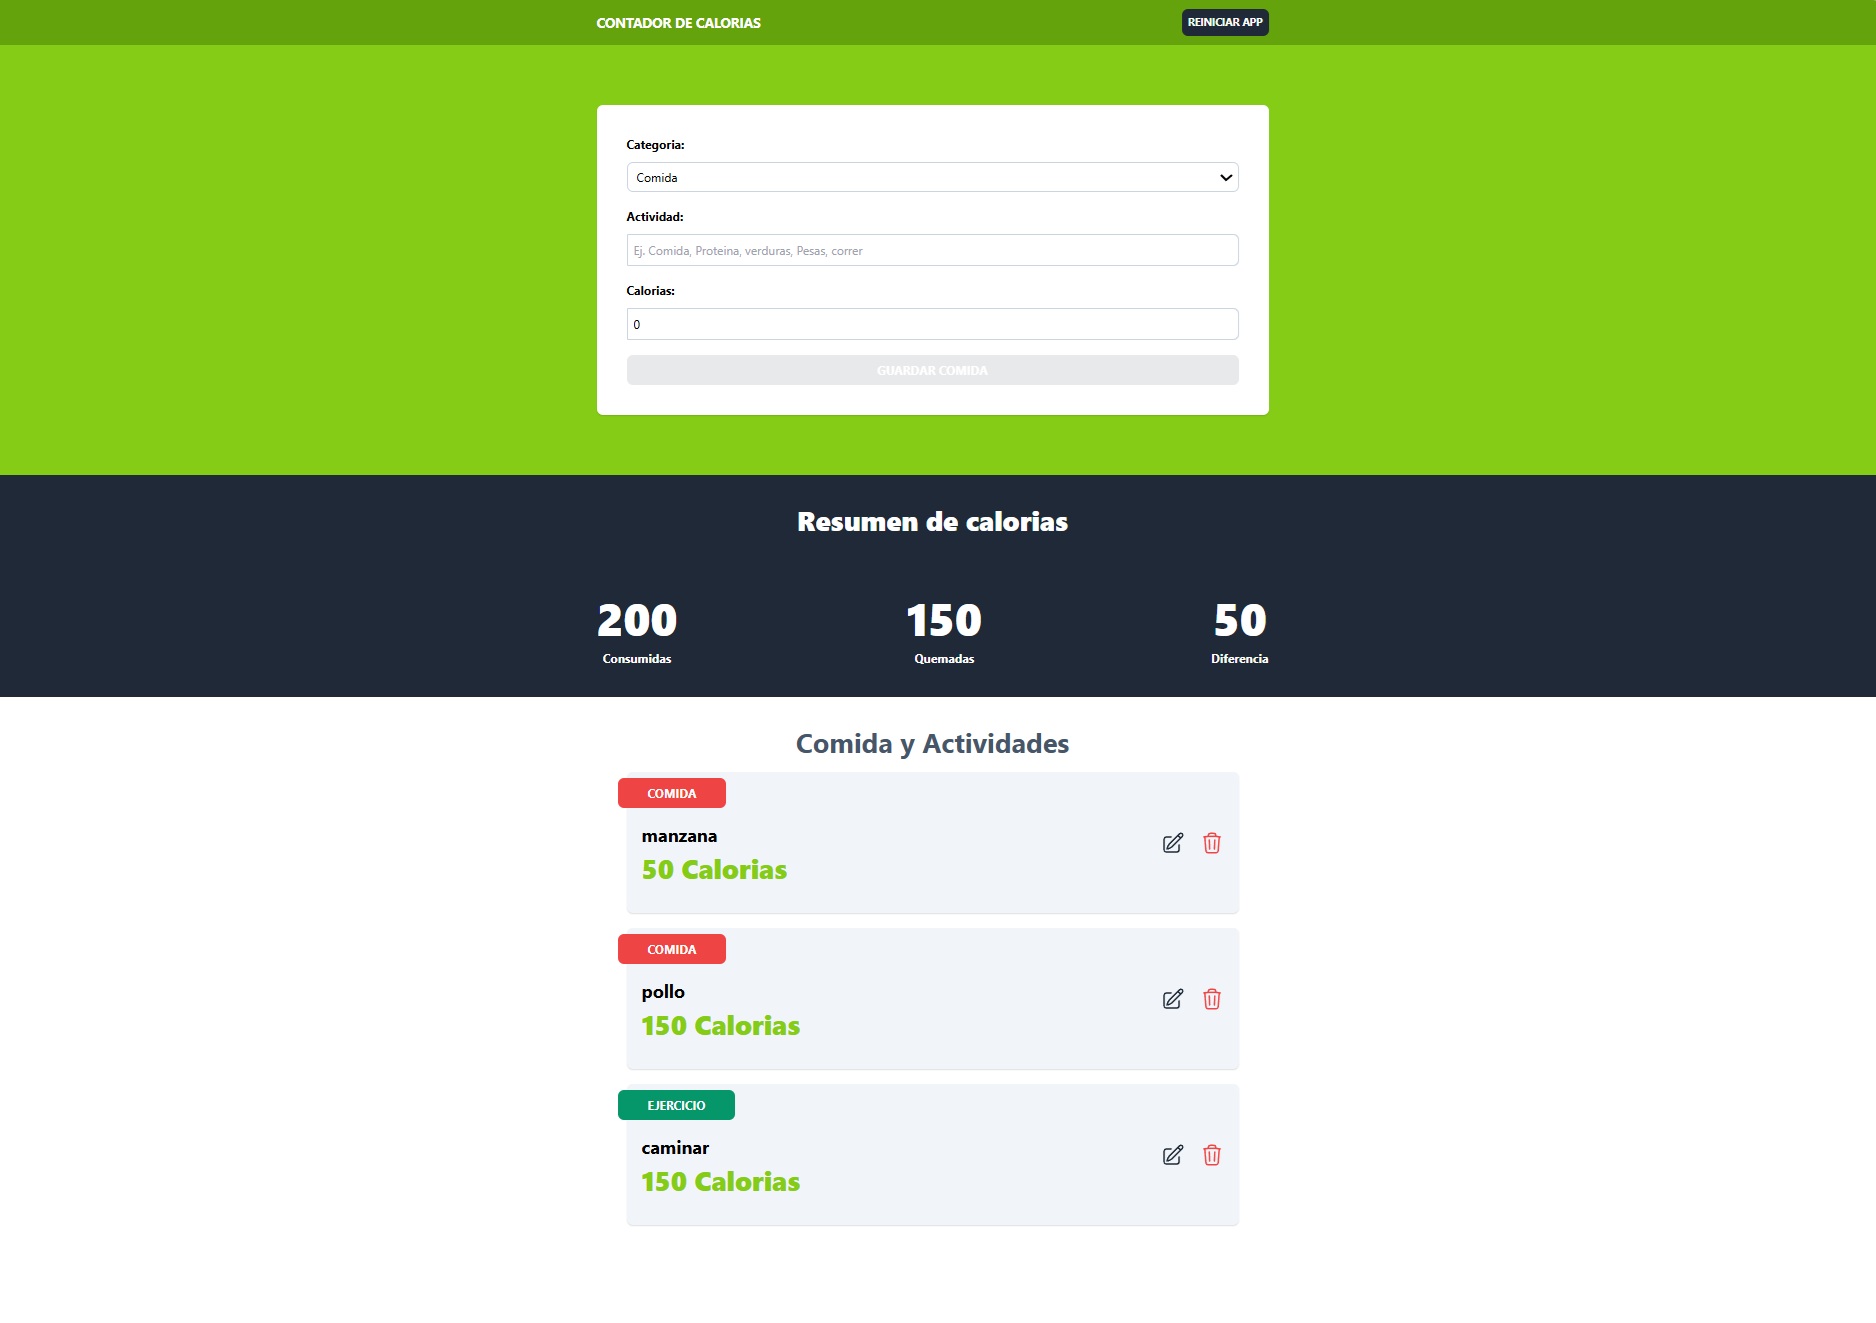 CONTADOR DE CALORIAS
REINICIAR APP
Categoria:
Comida
Actividad:
Ej. Comida, Proteina, verduras, Pesas, correr
Calorias:
0
GUARDAR COMIDA
Resumen de calorias
200
Consumidas
150
Quemadas
50
Diferencia
Comida y Actividades
COMIDA
manzana
50 Calorias
COMIDA
pollo
150 Calorias
EJERCICIO
caminar
150 Calorias